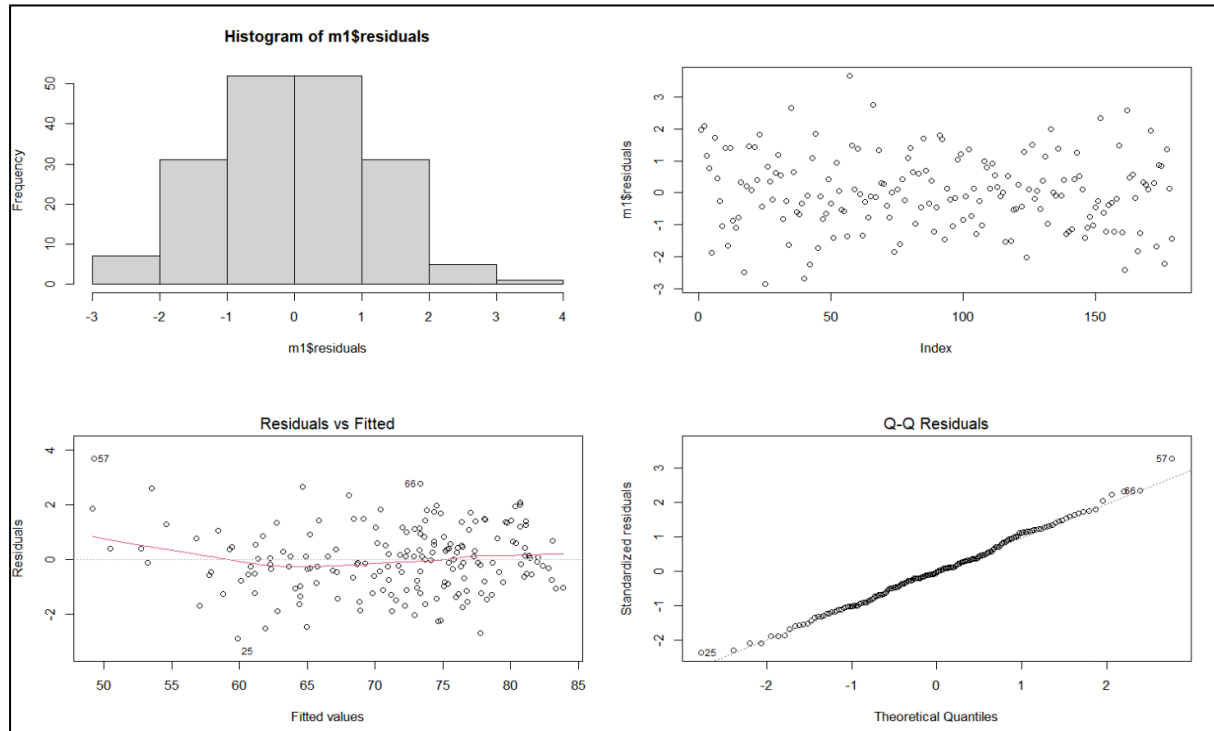 Histogram of m1$residuals
Frequency
0 10 20 30 40 50
-3 -2 -1 0 1 2 3 4
m1$residuals
m1$residuals
-3 -2 -1 0 1 2 3
0 50 100 150
Index
Residuals vs Fitted
Residuals
-2 0 2 4
57
66
25
50 55 60 65 70 75 80 85
Fitted values
Q-Q Residuals
Standardized residuals
-2 -1 0 1 2 3
57
66
25
-2 -1 0 1 2
Theoretical Quantiles